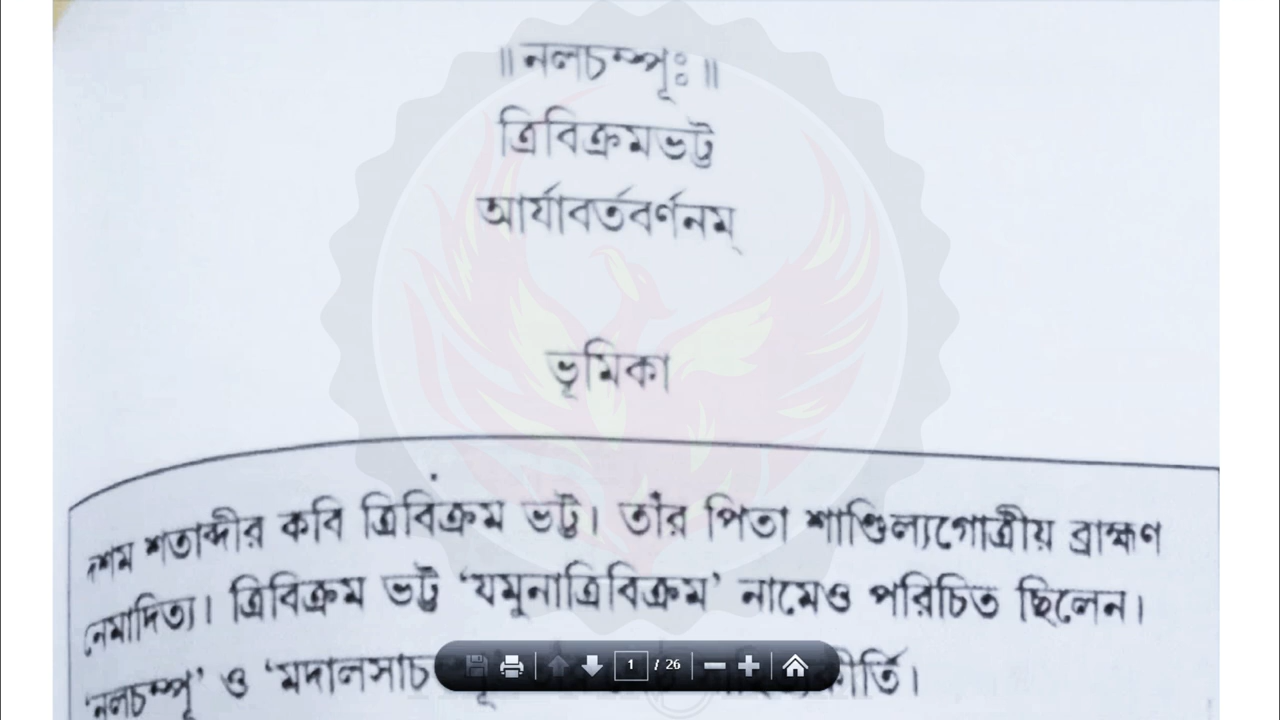 ॥ নলচম্পূঃ ॥
ত্রিবিক্রমভট্ট
আর্যাবর্তবর্ণনম্
ভূমিকা
দশম শতাব্দীর কবি ত্রিবিক্রম ভট্ট। তাঁর পিতা শাণ্ডিল্যগোত্রীয় ব্রাহ্মণ
নেমাদিত্য। ত্রিবিক্রম ভট্ট ‘যমুনাত্রিবিক্রম’ নামেও পরিচিত ছিলেন।
‘নলচম্পূ’ ও ‘মদালসাচ
1 / 26